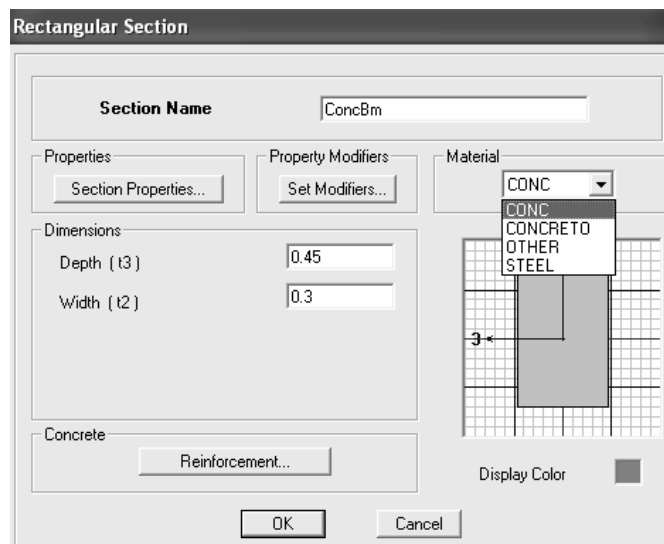 Rectangular Section
Section Name
ConcBm
Properties
Property Modifiers
Material
Section Properties...
Set Modifiers...
CONC
CONC
CONCRETO
OTHER
STEEL
Dimensions
Depth ( t3 )
0.45
Width ( t2 )
0.3
3
Concrete
Reinforcement...
Display Color
OK
Cancel